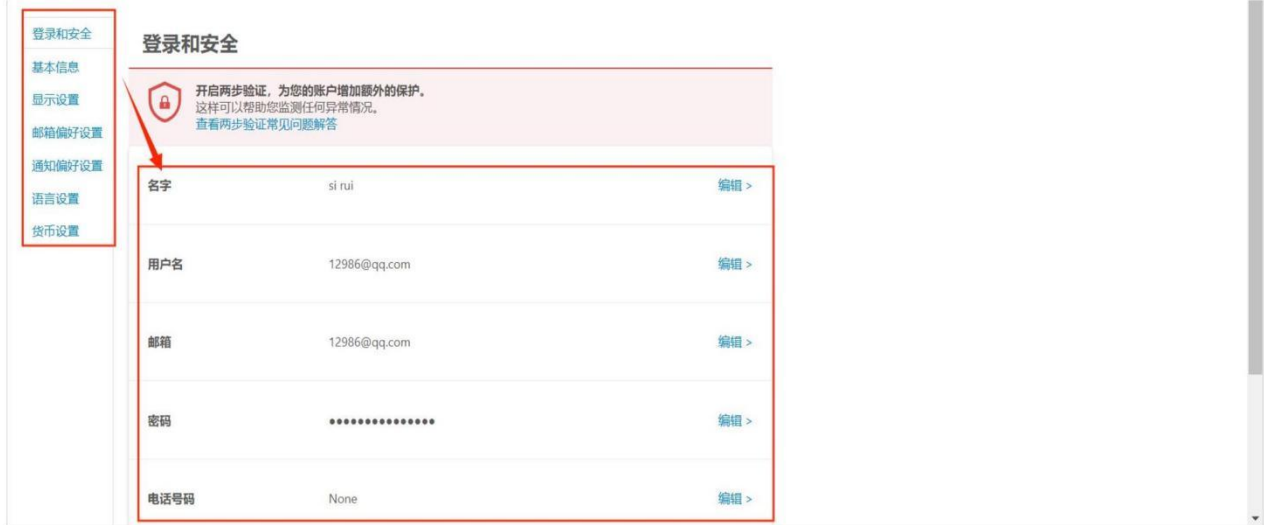 登录和安全
基本信息
显示设置
邮箱偏好设置
通知偏好设置
语言设置
货币设置
登录和安全
开启两步验证，为您的账户增加额外的保护。
这样可以帮助您监测任何异常情况。
查看两步验证常见问题解答
名字 si rui 编辑 >
用户名 12986@qq.com 编辑 >
邮箱 12986@qq.com 编辑 >
密码 ••••••••••••••• 编辑 >
电话号码 None 编辑 >